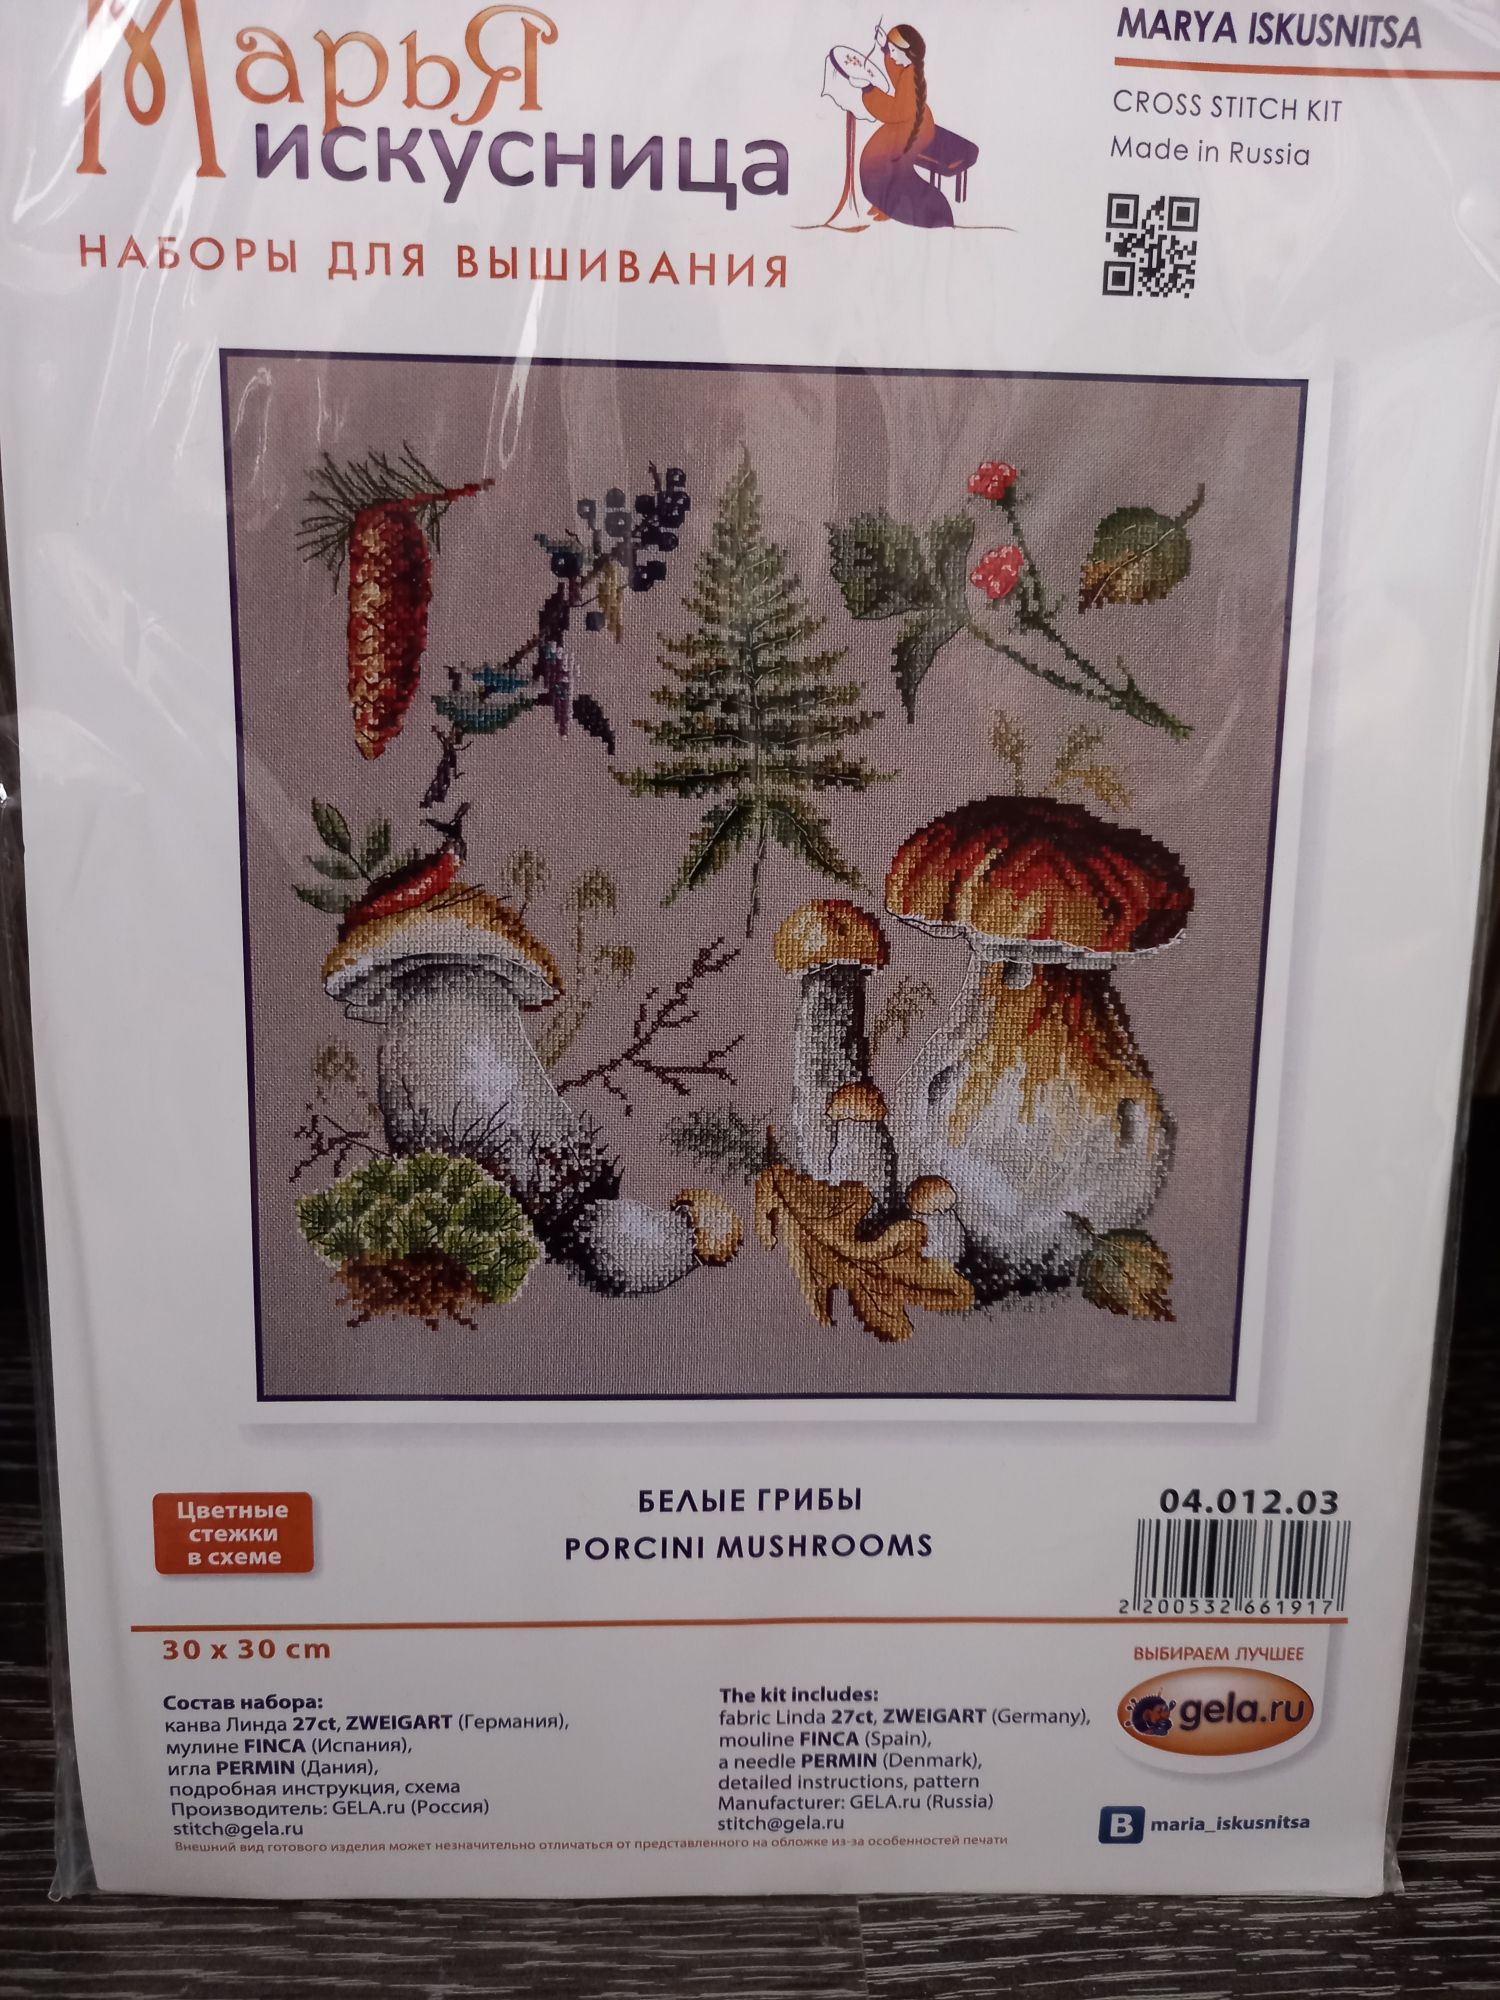 МарьЯ
искусница
НАБОРЫ ДЛЯ ВЫШИВАНИЯ
MARYA ISKUSNITSA
CROSS STITCH KIT
Made in Russia
Цветные
стежки
в схеме
БЕЛЫЕ ГРИБЫ
PORCINI MUSHROOMS
04.012.03
2 200532 661917
30 x 30 cm
Состав набора:
канва Линда 27ct, ZWEIGART (Германия),
мулине FINCA (Испания),
игла PERMIN (Дания),
подробная инструкция, схема
Производитель: GELA.ru (Россия)
stitch@gela.ru
The kit includes:
fabric Linda 27ct, ZWEIGART (Germany),
mouline FINCA (Spain),
a needle PERMIN (Denmark),
detailed instructions, pattern
Manufacturer: GELA.ru (Russia)
stitch@gela.ru
Внешний вид готового изделия может незначительно отличаться от представленного на обложке из-за особенностей печати
ВЫБИРАЕМ ЛУЧШЕЕ
gela.ru
B maria_iskusnitsa